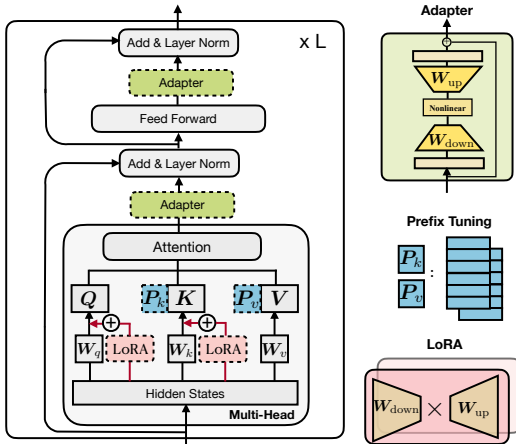 Add & Layer Norm
x L
Adapter
Feed Forward
Add & Layer Norm
Adapter
Attention
Q
P_k
K
P_v
V
+
+
W_q
LoRA
W_k
LoRA
W_v
Hidden States
Multi-Head
Adapter
+
W_up
Nonlinear
W_down
Prefix Tuning
P_k
:
P_v
LoRA
W_down × W_up